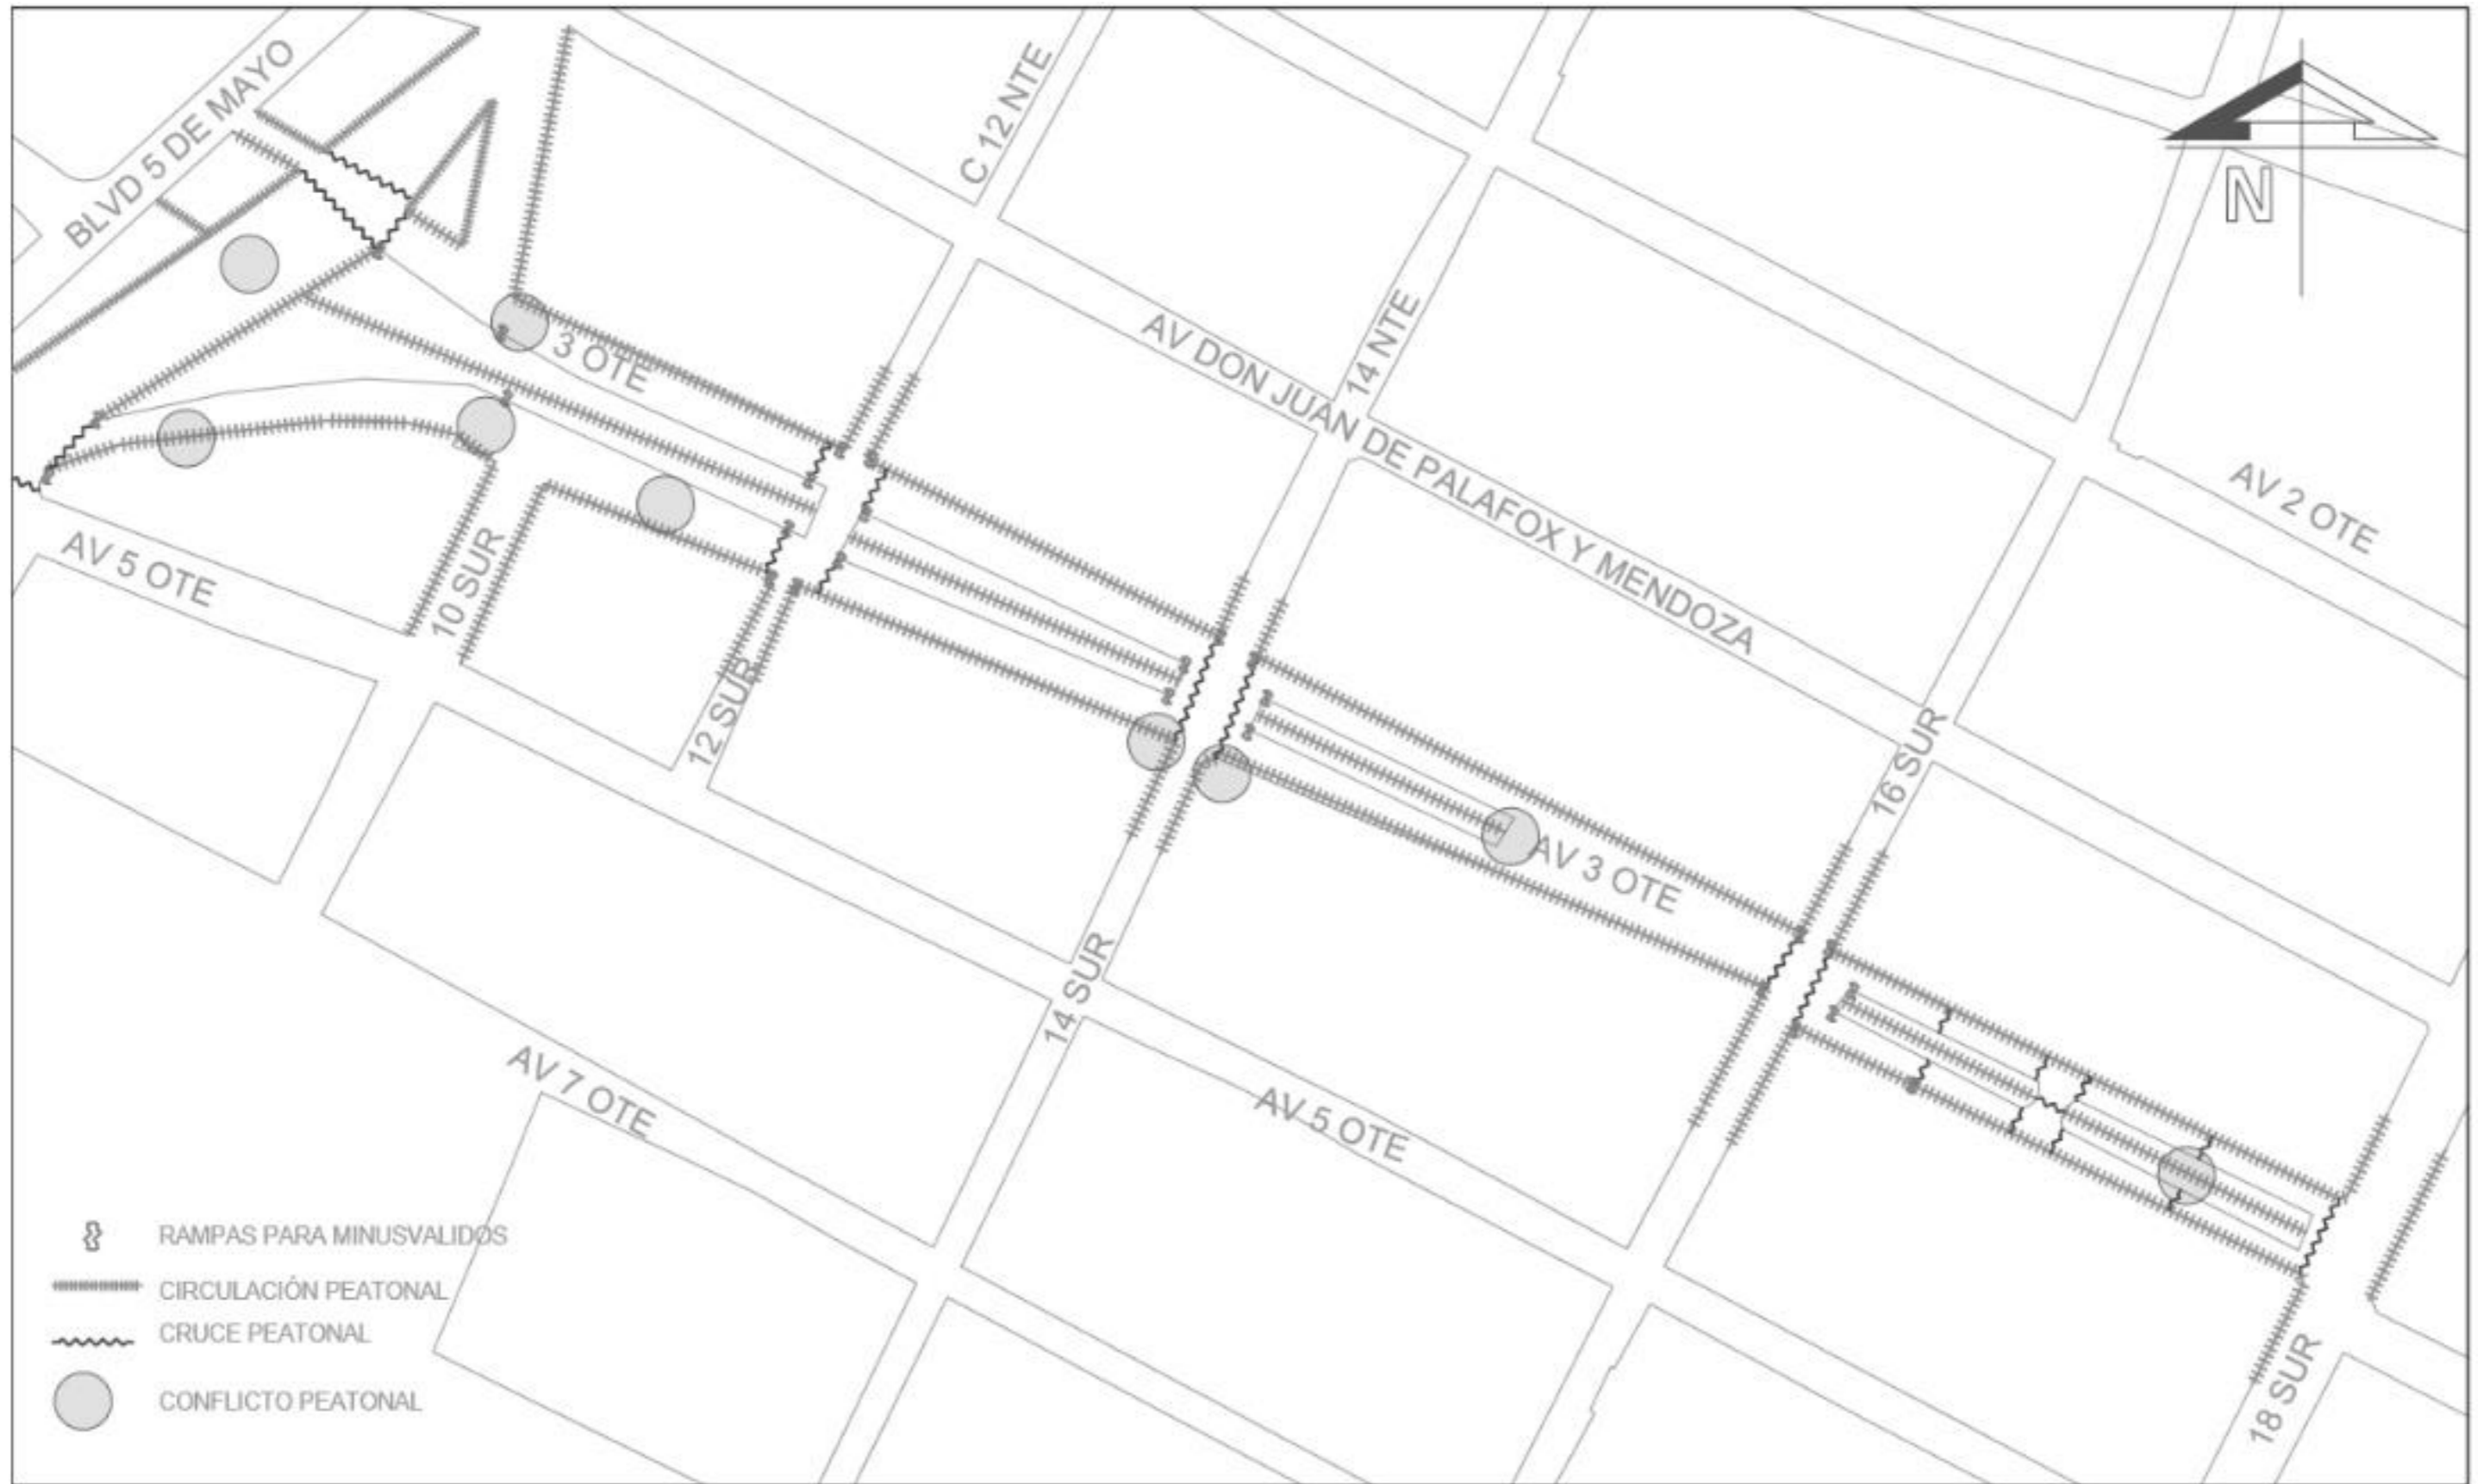 BLVD 5 DE MAYO
C 12 NTE
N
3 OTE
AV DON JUAN DE PALAFOX Y MENDOZA
14 NTE
AV 2 OTE
AV 5 OTE
10 SUR
12 SUR
16 SUR
AV 3 OTE
14 SUR
AV 7 OTE
AV 5 OTE
18 SUR
RAMPAS PARA MINUSVALIDOS
CIRCULACIÓN PEATONAL
CRUCE PEATONAL
CONFLICTO PEATONAL